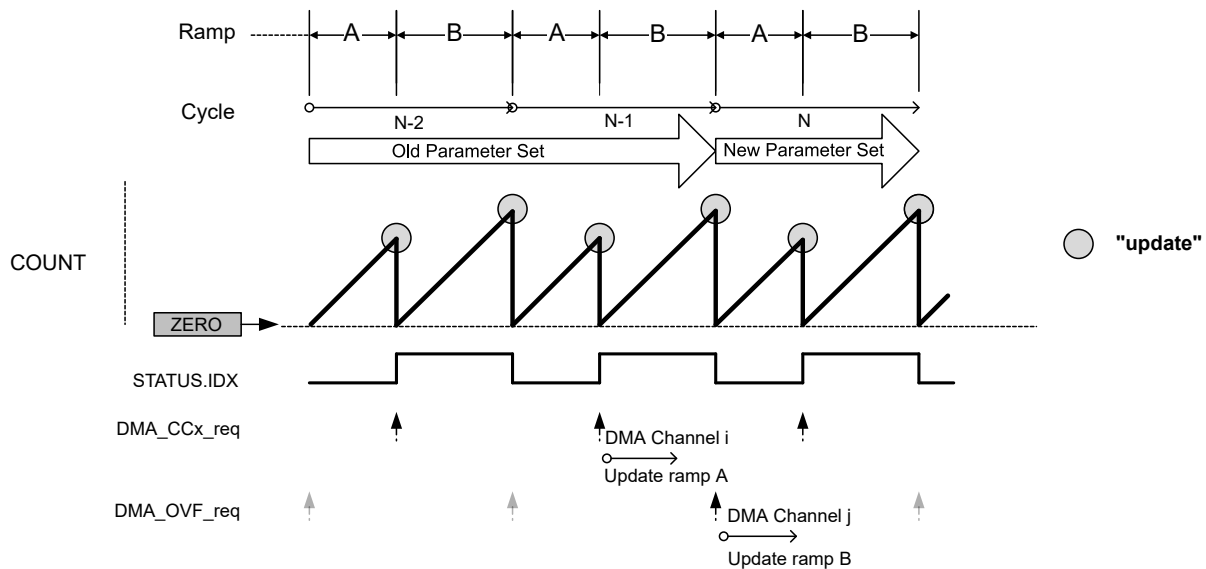 Ramp
A
B
A
B
A
B
Cycle
N-2
N-1
N
Old Parameter Set
New Parameter Set
COUNT
"update"
ZERO
STATUS.IDX
DMA_CCx_req
DMA Channel i
Update ramp A
DMA_OVF_req
DMA Channel j
Update ramp B